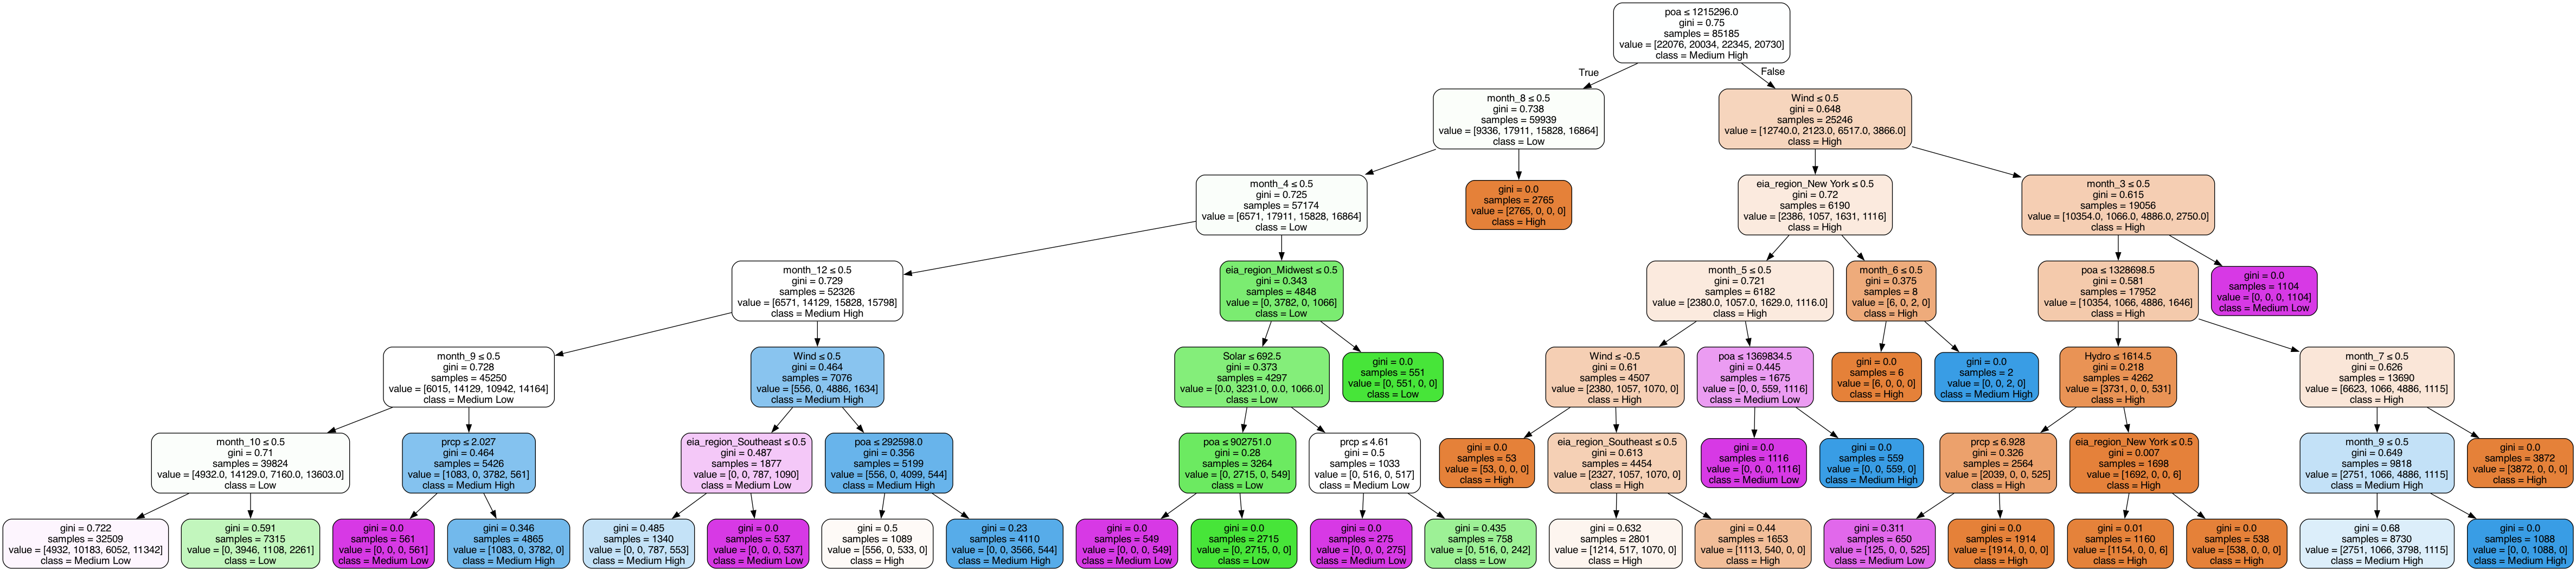 poa ≤ 1215296.0
gini = 0.75
samples = 85185
value = [22076, 20034, 22345, 20730]
class = Medium High
True
False
month_8 ≤ 0.5
gini = 0.738
samples = 59939
value = [9336, 17911, 15828, 16864]
class = Low
Wind ≤ 0.5
gini = 0.648
samples = 25246
value = [12740.0, 2123.0, 6517.0, 3866.0]
class = High
month_4 ≤ 0.5
gini = 0.725
samples = 57174
value = [6571, 17911, 15828, 16864]
class = Low
gini = 0.0
samples = 2765
value = [2765, 0, 0, 0]
class = High
eia_region_New York ≤ 0.5
gini = 0.72
samples = 6190
value = [2386, 1057, 1631, 1116]
class = High
month_3 ≤ 0.5
gini = 0.615
samples = 19056
value = [10354.0, 1066.0, 4886.0, 2750.0]
class = High
month_12 ≤ 0.5
gini = 0.729
samples = 52326
value = [6571, 14129, 15828, 15798]
class = Medium High
eia_region_Midwest ≤ 0.5
gini = 0.343
samples = 4848
value = [0, 3782, 0, 1066]
class = Low
month_5 ≤ 0.5
gini = 0.721
samples = 6182
value = [2380.0, 1057.0, 1629.0, 1116.0]
class = High
month_6 ≤ 0.5
gini = 0.375
samples = 8
value = [6, 0, 2, 0]
class = High
poa ≤ 1328698.5
gini = 0.581
samples = 17952
value = [10354, 1066, 4886, 1646]
class = High
gini = 0.0
samples = 1104
value = [0, 0, 0, 1104]
class = Medium Low
month_9 ≤ 0.5
gini = 0.728
samples = 45250
value = [6015, 14129, 10942, 14164]
class = Medium Low
Wind ≤ 0.5
gini = 0.464
samples = 7076
value = [556, 0, 4886, 1634]
class = Medium High
Solar ≤ 692.5
gini = 0.373
samples = 4297
value = [0.0, 3231.0, 0.0, 1066.0]
class = Low
gini = 0.0
samples = 551
value = [0, 551, 0, 0]
class = Low
Wind ≤ -0.5
gini = 0.61
samples = 4507
value = [2380, 1057, 1070, 0]
class = High
poa ≤ 1369834.5
gini = 0.445
samples = 1675
value = [0, 0, 559, 1116]
class = Medium Low
gini = 0.0
samples = 6
value = [6, 0, 0, 0]
class = High
gini = 0.0
samples = 2
value = [0, 0, 2, 0]
class = Medium High
Hydro ≤ 1614.5
gini = 0.218
samples = 4262
value = [3731, 0, 0, 531]
class = High
month_7 ≤ 0.5
gini = 0.626
samples = 13690
value = [6623, 1066, 4886, 1115]
class = High
month_10 ≤ 0.5
gini = 0.71
samples = 39824
value = [4932.0, 14129.0, 7160.0, 13603.0]
class = Low
prcp ≤ 2.027
gini = 0.464
samples = 5426
value = [1083, 0, 3782, 561]
class = Medium High
eia_region_Southeast ≤ 0.5
gini = 0.487
samples = 1877
value = [0, 0, 787, 1090]
class = Medium Low
poa ≤ 292598.0
gini = 0.356
samples = 5199
value = [556, 0, 4099, 544]
class = Medium High
poa ≤ 902751.0
gini = 0.28
samples = 3264
value = [0, 2715, 0, 549]
class = Low
prcp ≤ 4.61
gini = 0.5
samples = 1033
value = [0, 516, 0, 517]
class = Medium Low
gini = 0.0
samples = 53
value = [53, 0, 0, 0]
class = High
eia_region_Southeast ≤ 0.5
gini = 0.613
samples = 4454
value = [2327, 1057, 1070, 0]
class = High
gini = 0.0
samples = 1116
value = [0, 0, 0, 1116]
class = Medium Low
gini = 0.0
samples = 559
value = [0, 0, 559, 0]
class = Medium High
prcp ≤ 6.928
gini = 0.326
samples = 2564
value = [2039, 0, 0, 525]
class = High
eia_region_New York ≤ 0.5
gini = 0.007
samples = 1698
value = [1692, 0, 0, 6]
class = High
month_9 ≤ 0.5
gini = 0.649
samples = 9818
value = [2751, 1066, 4886, 1115]
class = Medium High
gini = 0.0
samples = 3872
value = [3872, 0, 0, 0]
class = High
gini = 0.722
samples = 32509
value = [4932, 10183, 6052, 11342]
class = Medium Low
gini = 0.591
samples = 7315
value = [0, 3946, 1108, 2261]
class = Low
gini = 0.0
samples = 561
value = [0, 0, 0, 561]
class = Medium Low
gini = 0.346
samples = 4865
value = [1083, 0, 3782, 0]
class = Medium High
gini = 0.485
samples = 1340
value = [0, 0, 787, 553]
class = Medium High
gini = 0.0
samples = 537
value = [0, 0, 0, 537]
class = Medium Low
gini = 0.5
samples = 1089
value = [556, 0, 533, 0]
class = High
gini = 0.23
samples = 4110
value = [0, 0, 3566, 544]
class = Medium High
gini = 0.0
samples = 549
value = [0, 0, 0, 549]
class = Medium Low
gini = 0.0
samples = 2715
value = [0, 2715, 0, 0]
class = Low
gini = 0.0
samples = 275
value = [0, 0, 0, 275]
class = Medium Low
gini = 0.435
samples = 758
value = [0, 516, 0, 242]
class = Low
gini = 0.632
samples = 2801
value = [1214, 517, 1070, 0]
class = High
gini = 0.44
samples = 1653
value = [1113, 540, 0, 0]
class = High
gini = 0.311
samples = 650
value = [125, 0, 0, 525]
class = Medium Low
gini = 0.0
samples = 1914
value = [1914, 0, 0, 0]
class = High
gini = 0.01
samples = 1160
value = [1154, 0, 0, 6]
class = High
gini = 0.0
samples = 538
value = [538, 0, 0, 0]
class = High
gini = 0.68
samples = 8730
value = [2751, 1066, 3798, 1115]
class = Medium High
gini = 0.0
samples = 1088
value = [0, 0, 1088, 0]
class = Medium High